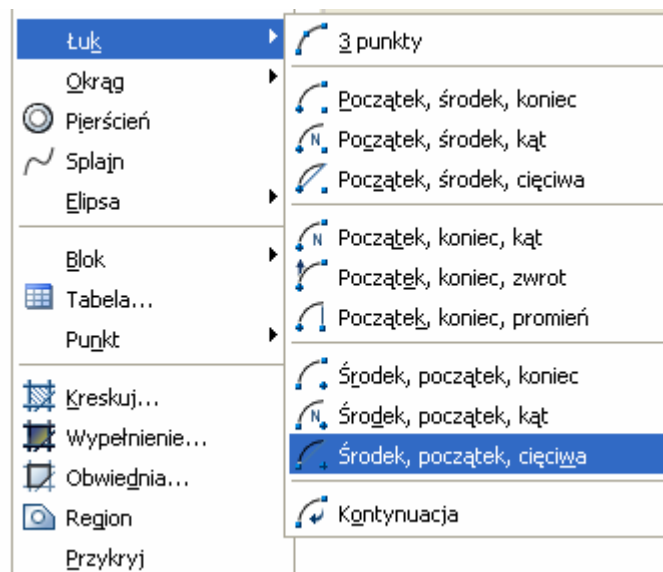 Łuk
Okrąg
Pierścień
Splajn
Elipsa
Blok
Tabela...
Punkt
Kreskuj...
Wypełnienie...
Obwiednia...
Region
Przykryj
3 punkty
Początek, środek, koniec
Początek, środek, kąt
Początek, środek, cięciwa
Początek, koniec, kąt
Początek, koniec, zwrot
Początek, koniec, promień
Środek, początek, koniec
Środek, początek, kąt
Środek, początek, cięciwa
Kontynuacja